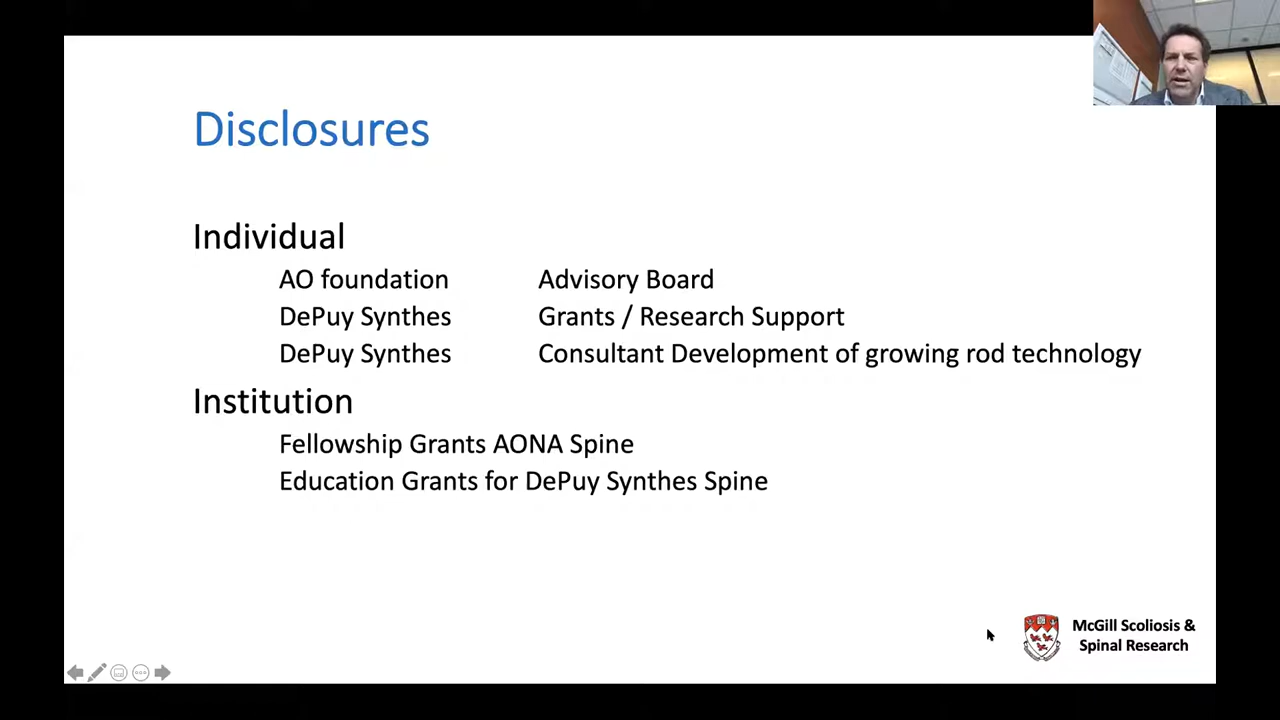 Disclosures
Individual
AO foundation Advisory Board
DePuy Synthes Grants / Research Support
DePuy Synthes Consultant Development of growing rod technology
Institution
Fellowship Grants AONA Spine
Education Grants for DePuy Synthes Spine
McGill Scoliosis &
Spinal Research